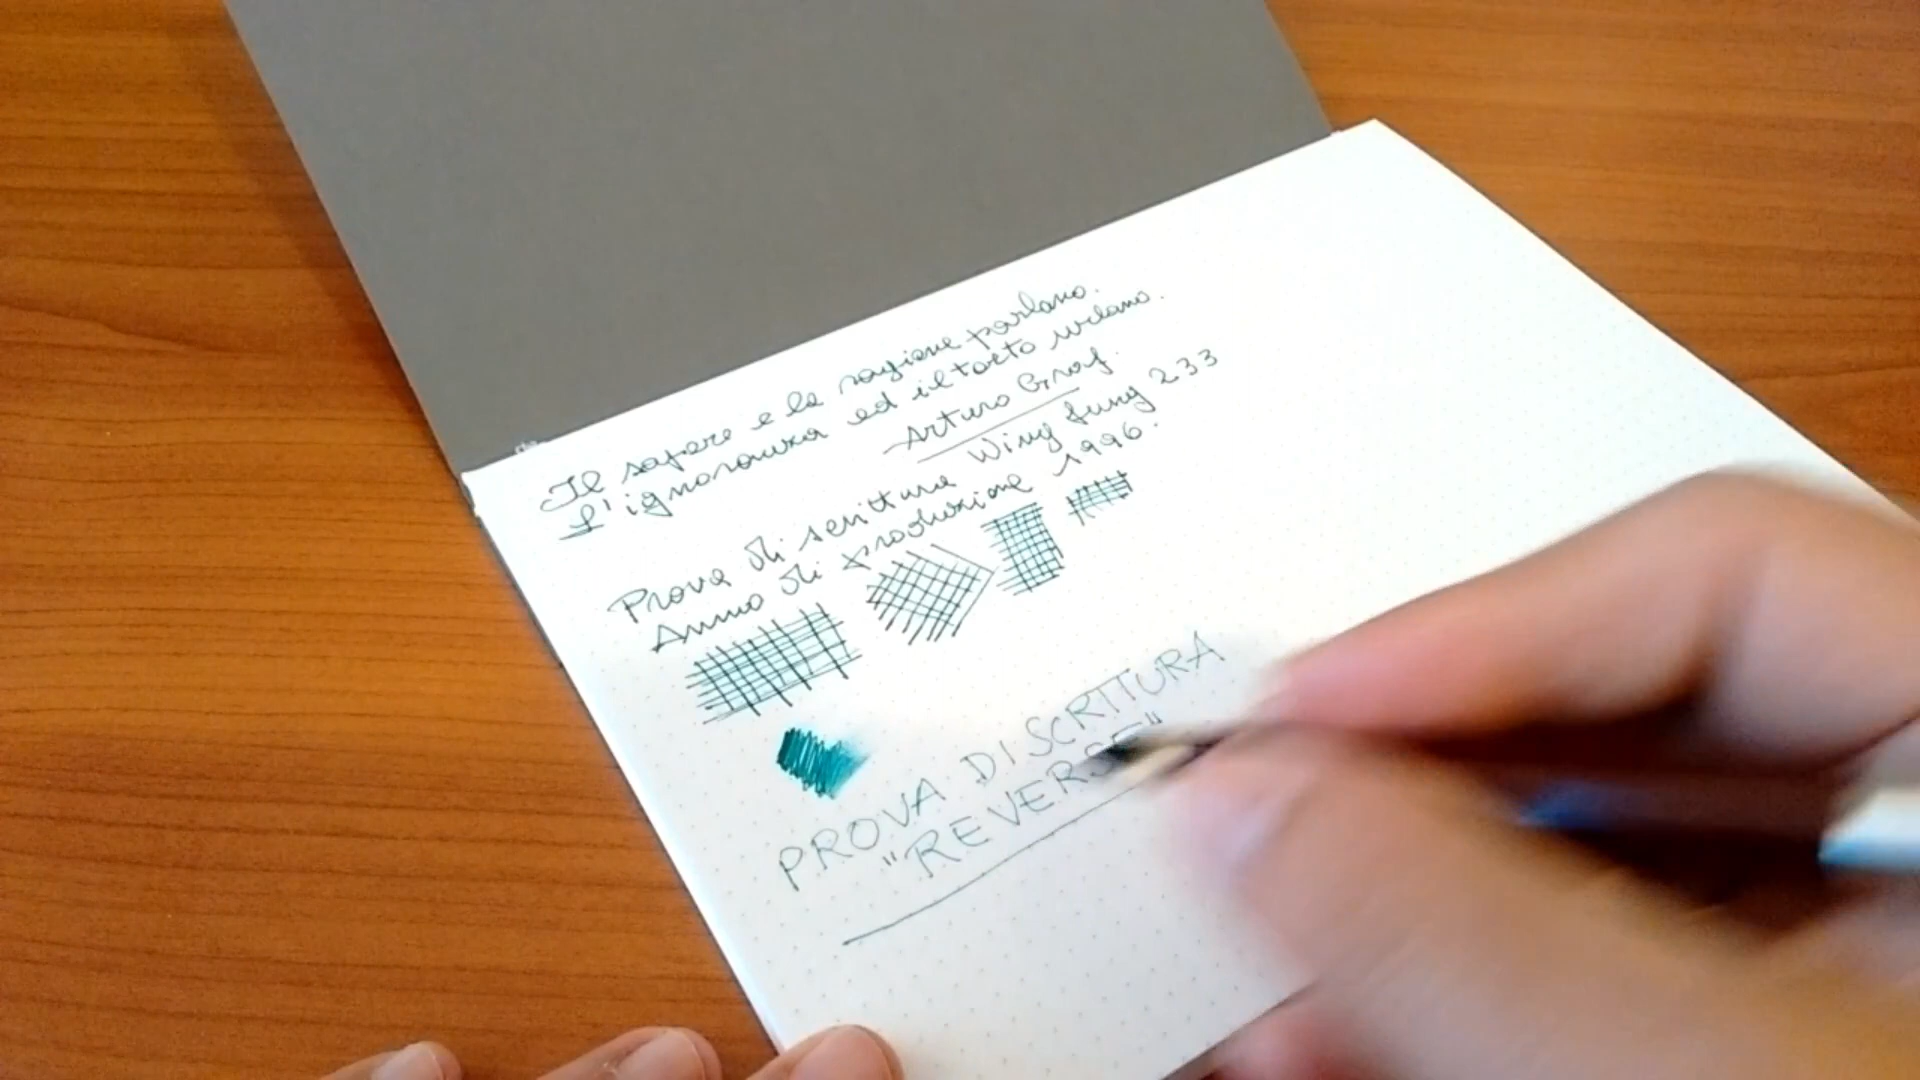 Il sapere e la ragione parlano.
L'ignoranza ed il torto urlano.
Arturo Graf.
Prova di scrittura Wing Sung 233
Anno di produzione 1996.
PROVA DI SCRITTURA
"REVERSE"